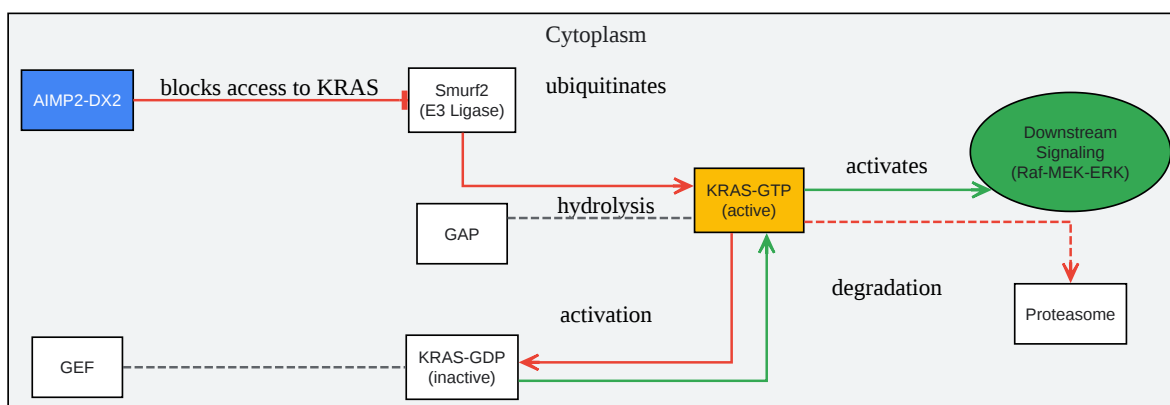 Cytoplasm
AIMP2-DX2
blocks access to KRAS
Smurf2
(E3 Ligase)
ubiquitinates
Downstream
Signaling
(Raf-MEK-ERK)
activates
KRAS-GTP
(active)
hydrolysis
GAP
degradation
Proteasome
activation
GEF
KRAS-GDP
(inactive)